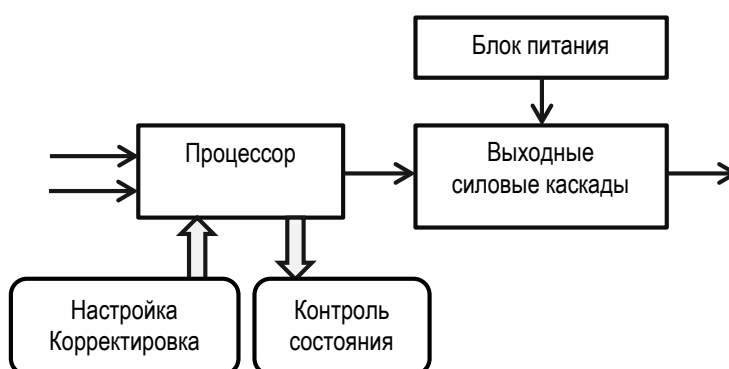 Блок питания
Процессор
Выходные
силовые каскады
Настройка
Корректировка
Контроль
состояния